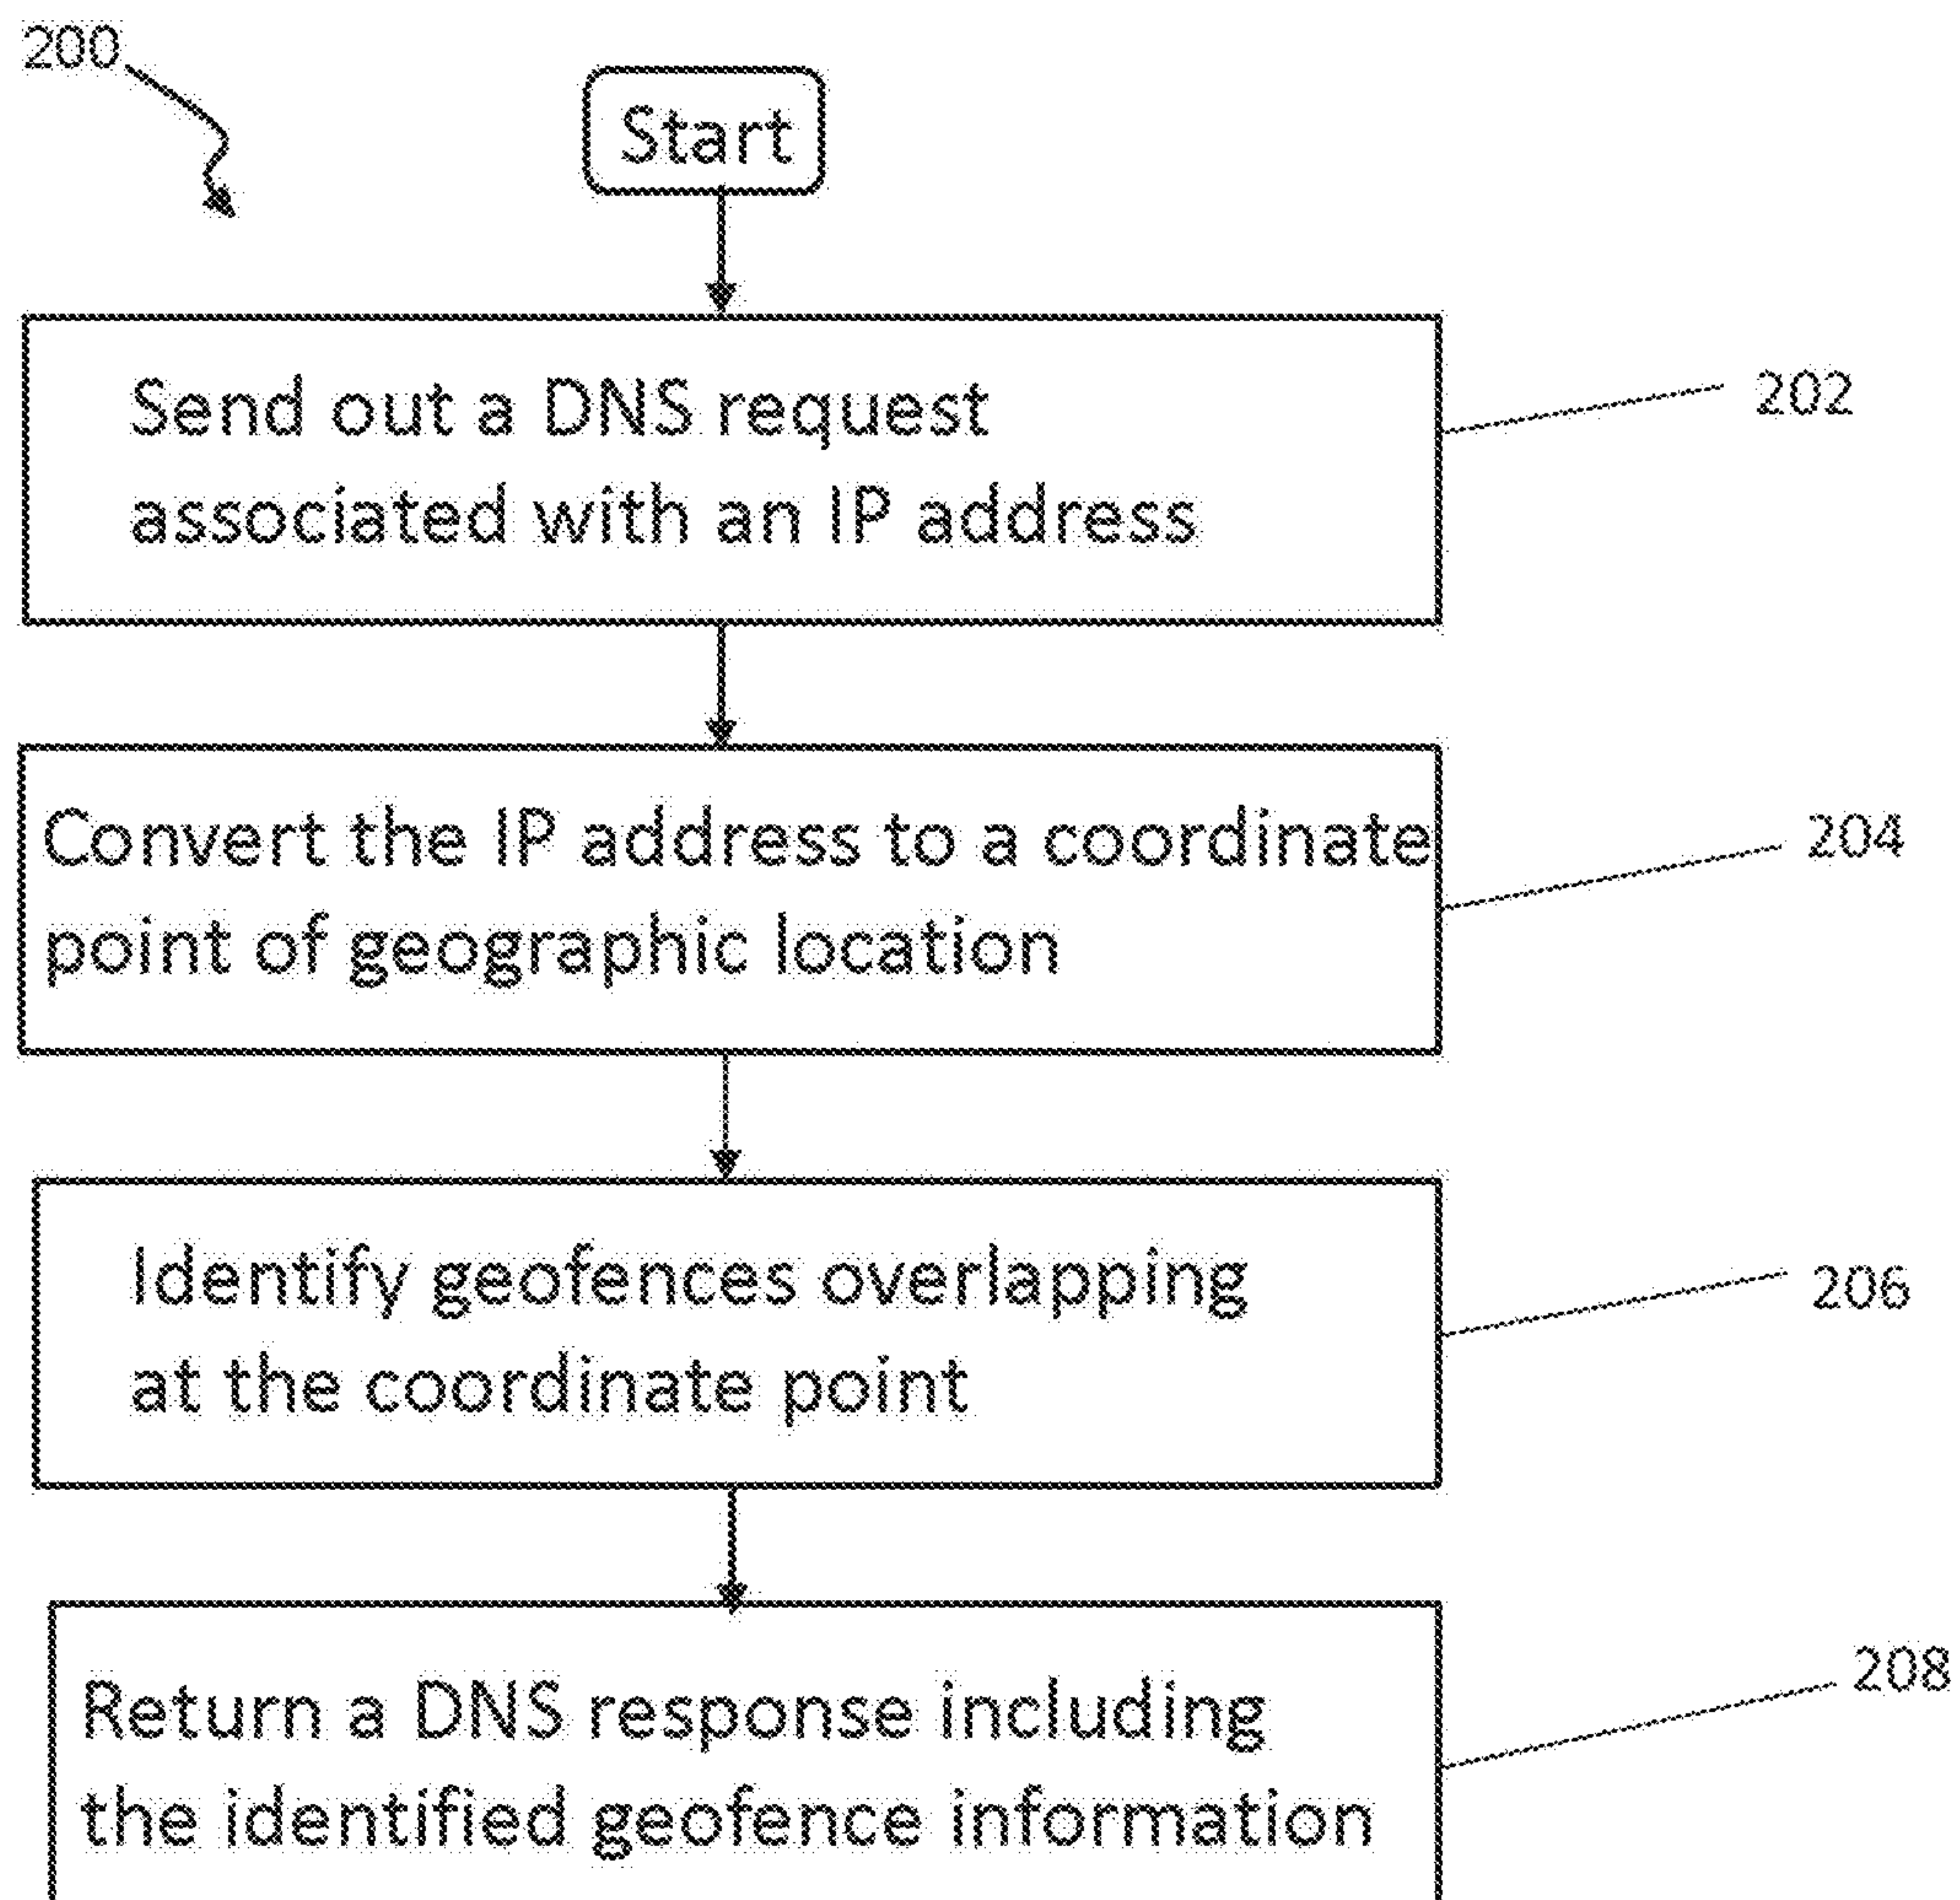 200
Start
Send out a DNS request
associated with an IP address
202
Convert the IP address to a coordinate
point of geographic location
204
Identify geofences overlapping
at the coordinate point
206
Return a DNS response including
the identified geofence information
208